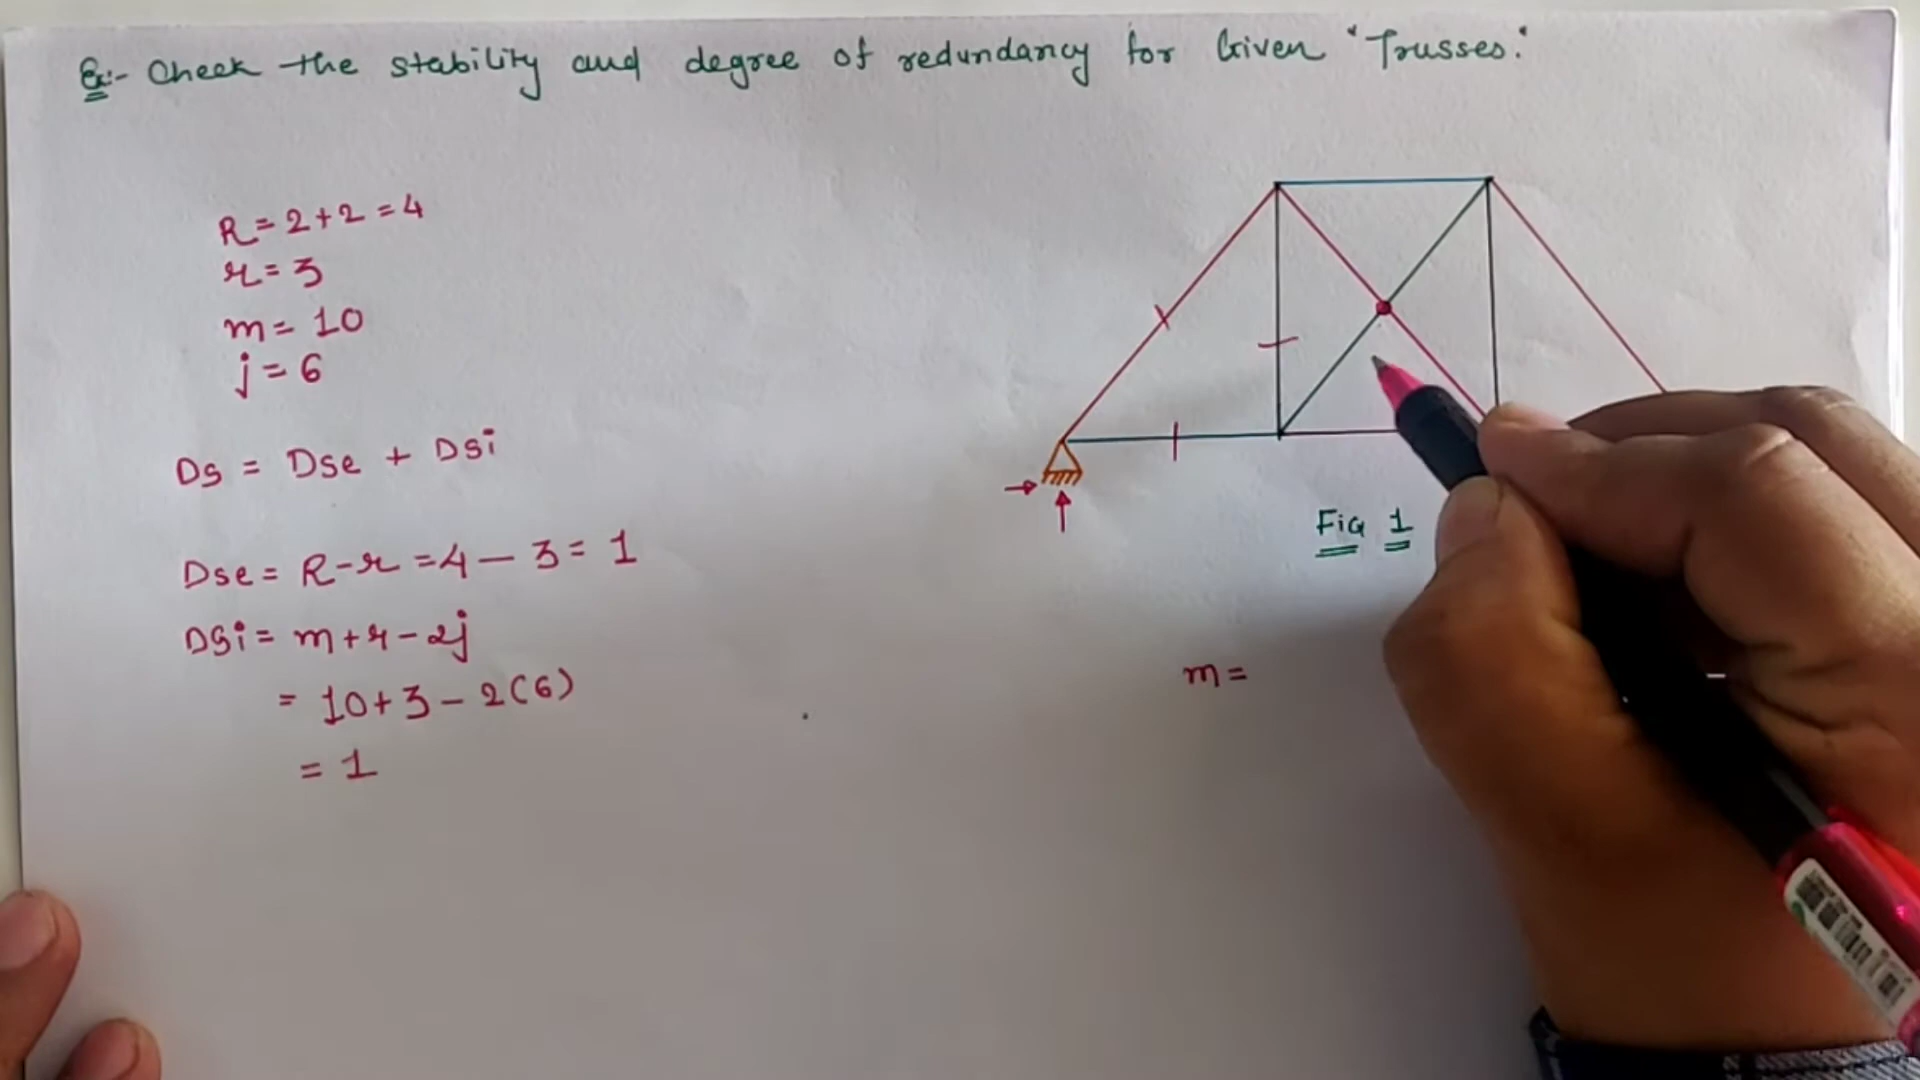 Ex:- Check the stability and degree of redundancy for Given "Trusses."
R = 2+2 = 4
r = 3
m = 10
j = 6
Ds = Dse + Dsi
Dse = R-r = 4 - 3 = 1
Dsi = m+r-2j
= 10+3-2(6)
= 1
Fig 1
m =